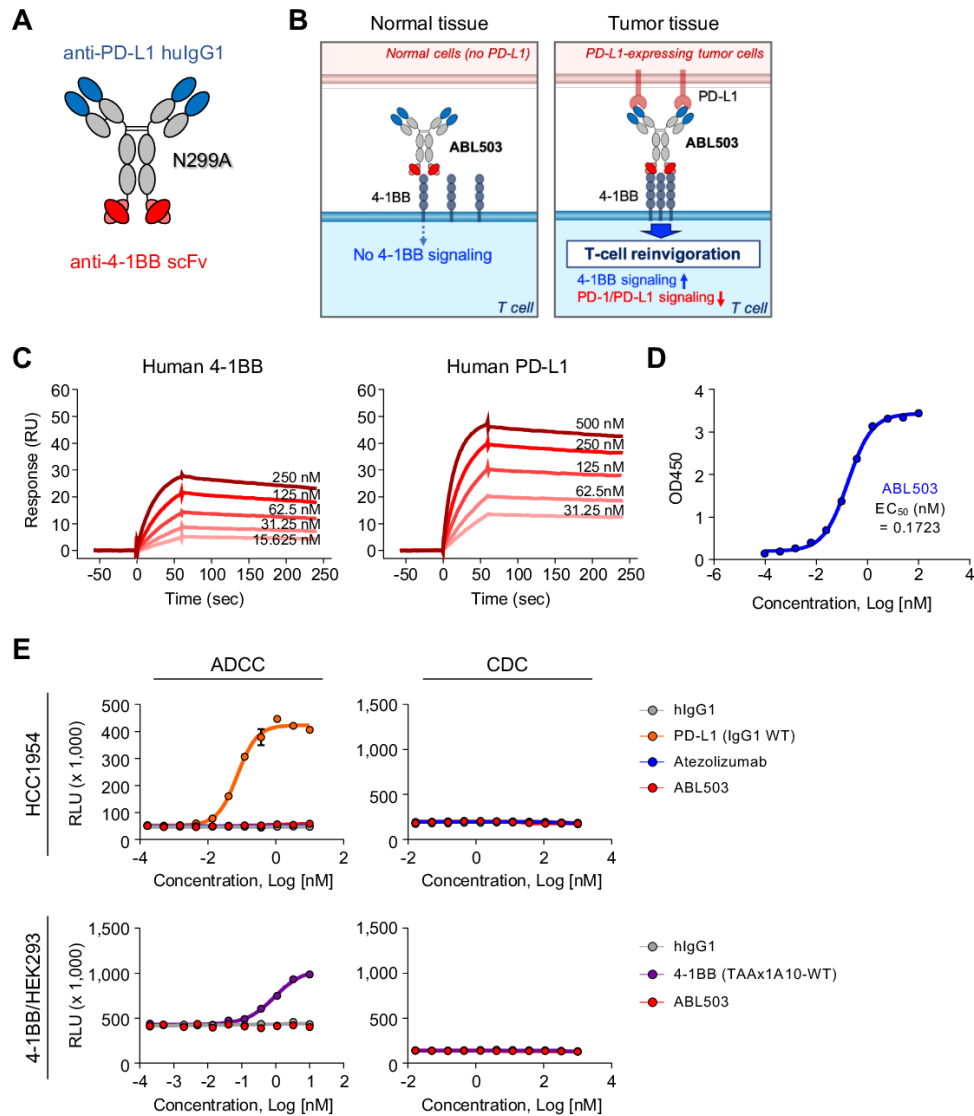 A
anti-PD-L1 huIgG1
N299A
anti-4-1BB scFv
B
Normal tissue
Normal cells (no PD-L1)
ABL503
4-1BB
No 4-1BB signaling
T cell
Tumor tissue
PD-L1-expressing tumor cells
PD-L1
ABL503
4-1BB
T-cell reinvigoration
4-1BB signaling
PD-1/PD-L1 signaling
T cell
C
Human 4-1BB
Response (RU)
60
50
40
30
20
10
0
250 nM
125 nM
62.5 nM
31.25 nM
15.625nM
-50 0 50 100 150 200 250
Time (sec)
Human PD-L1
60
50
40
30
20
10
0
500 nM
250 nM
125 nM
62.5nM
31.25 nM
-50 0 50 100 150 200 250
Time (sec)
D
OD450
4
3
2
1
0
ABL503
EC50 (nM)
= 0.1723
-6 -4 -2 0 2 4
Concentration, Log [nM]
E
ADCC
CDC
HCC1954
RLU (x 1,000)
500
400
300
200
100
0
-4 -3 -2 -1 0 2
Concentration, Log [nM]
1,500
1,000
500
0
-2 0 2 4
Concentration, Log [nM]
hIgG1
PD-L1 (IgG1 WT)
Atezolizumab
ABL503
4-1BB/HEK293
RLU (x 1,000)
1,500
1,000
500
0
-4 -3 -2 -1 0 1 2
Concentration, Log [nM]
1,500
1,000
500
0
-2 0 2 4
Concentration, Log [nM]
hIgG1
4-1BB (TAAx1A10-WT)
ABL503